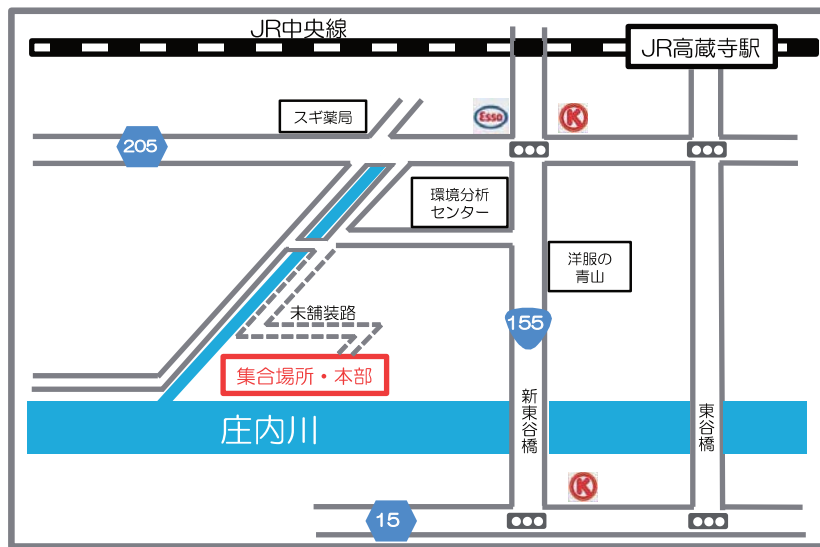 JR中央線
JR高蔵寺駅
スギ薬局
Esso
K
205
環境分析
センター
洋服の
青山
未舗装路
155
集合場所・本部
庄内川
新東谷橋
東谷橋
K
15